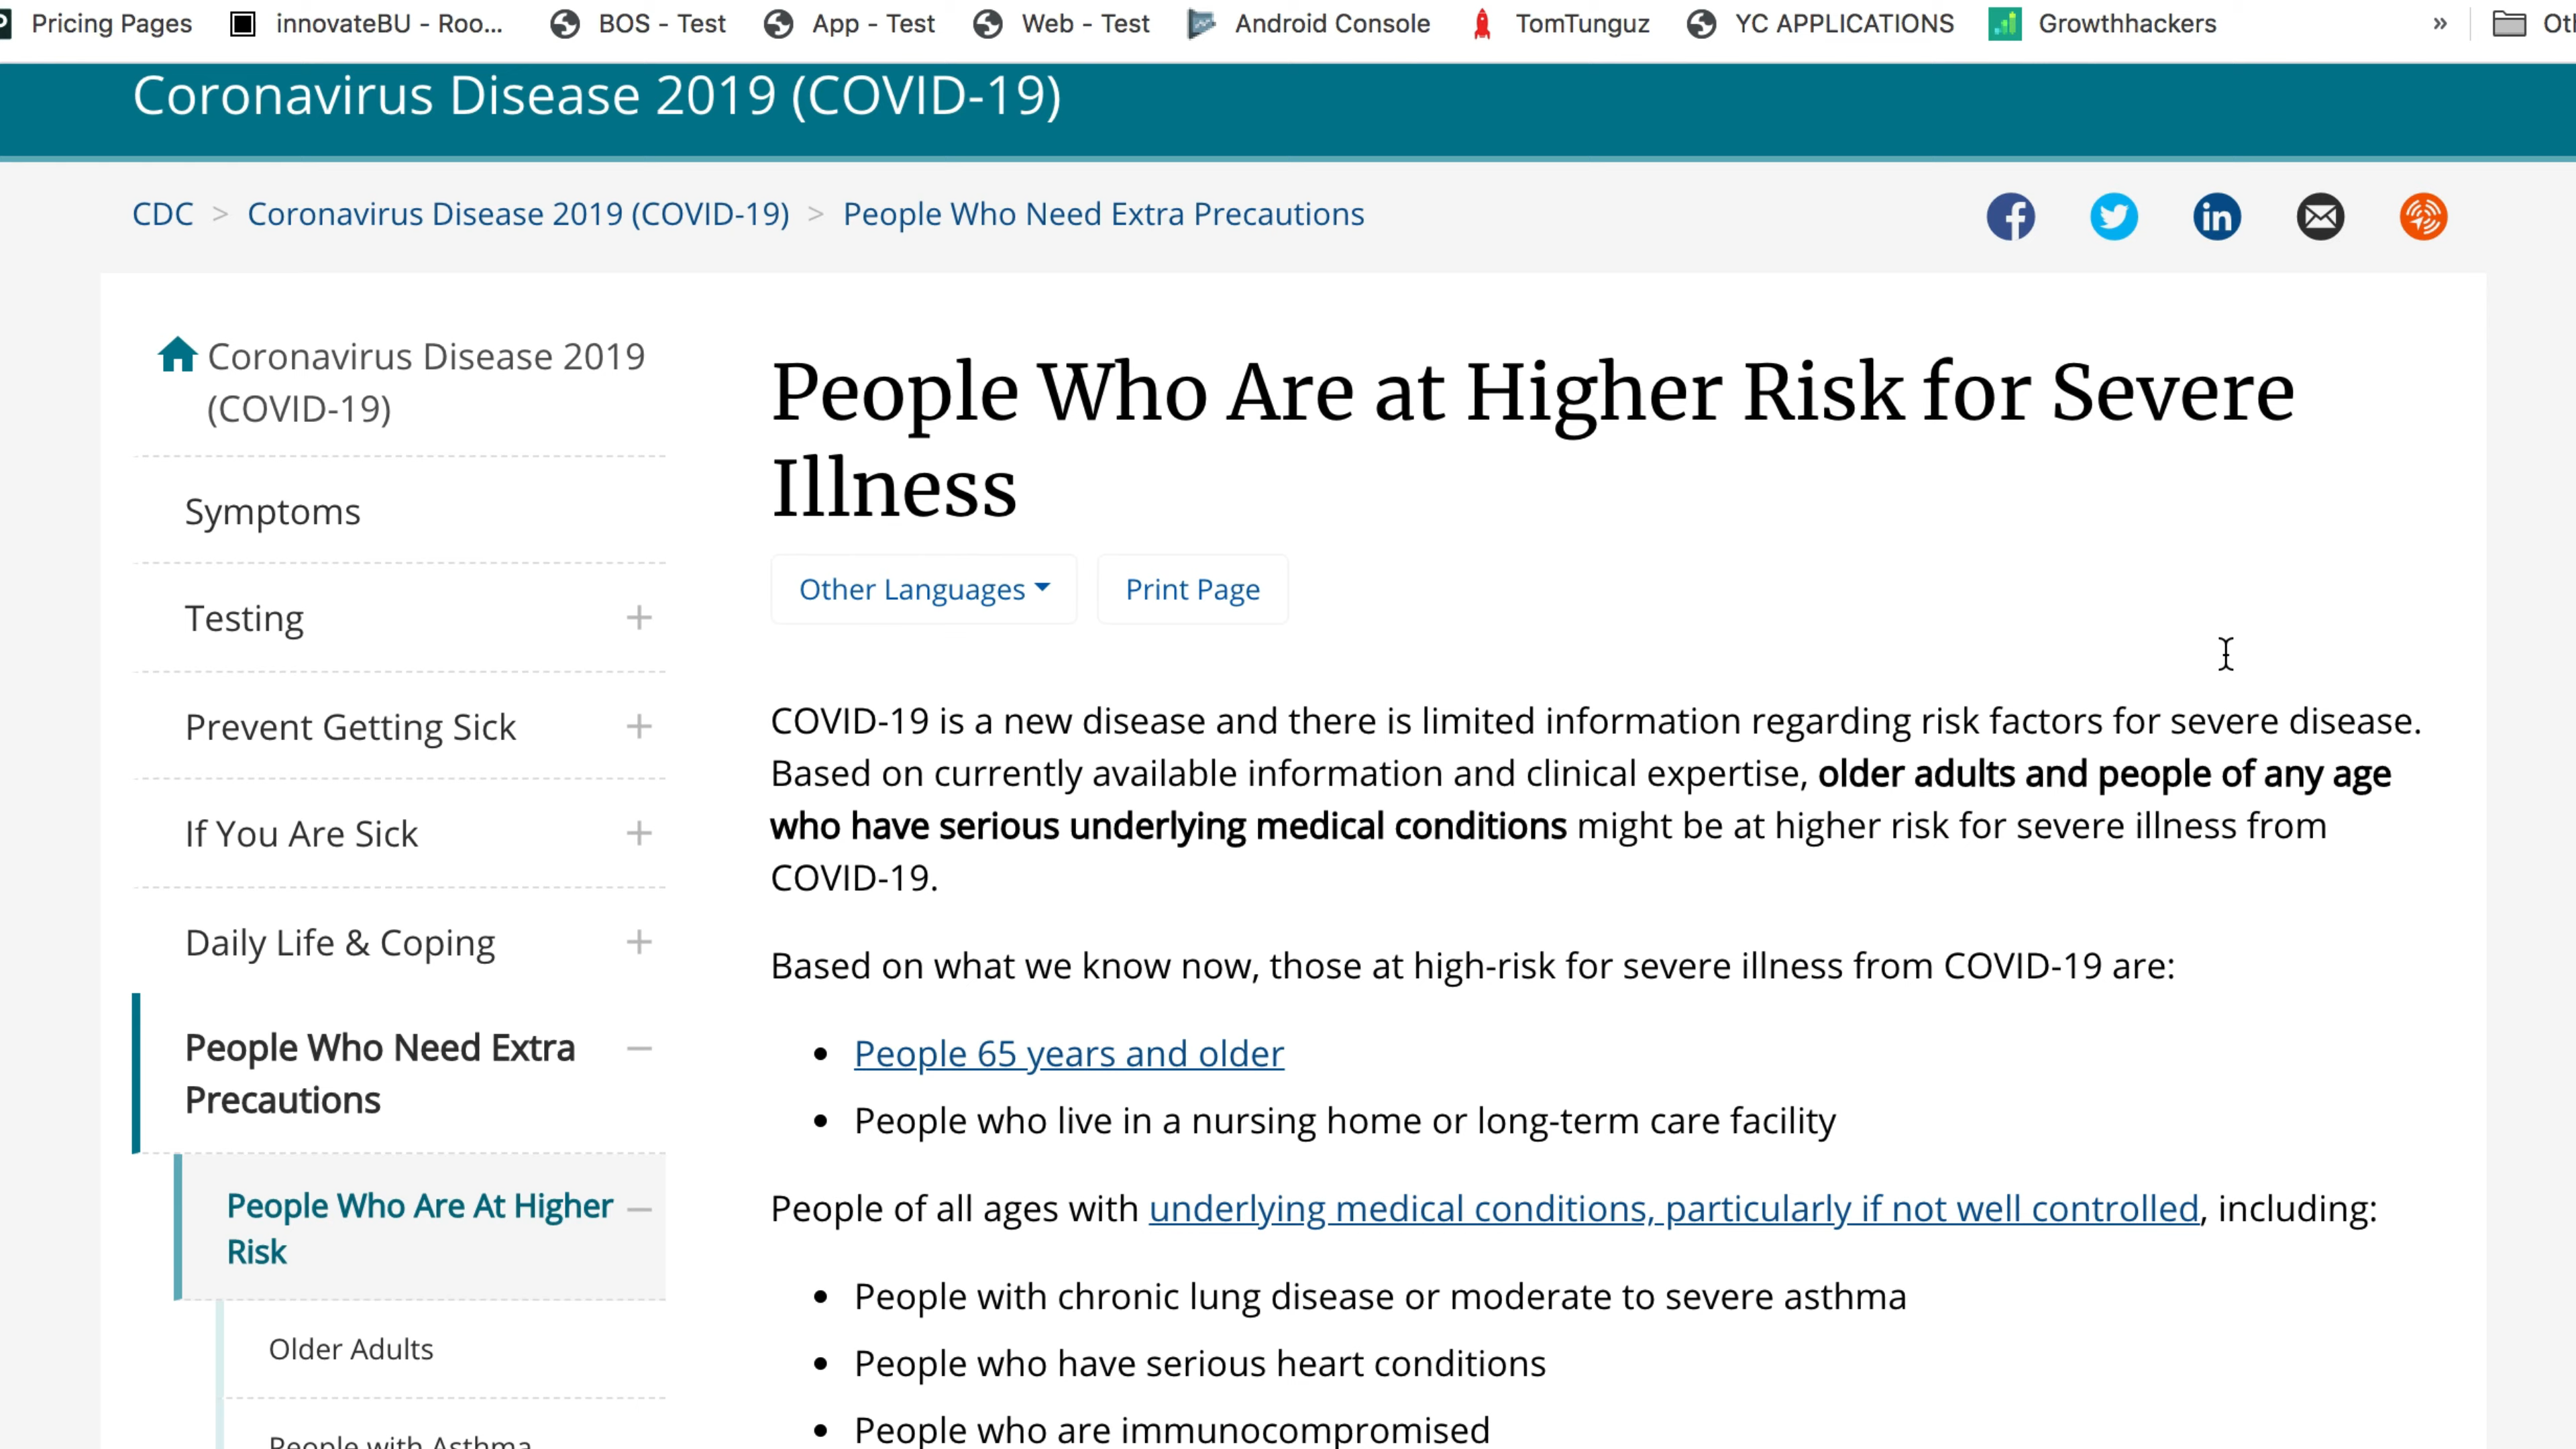 Pricing Pages innovateBU - Roo... BOS - Test App - Test Web - Test Android Console TomTunguz YC APPLICATIONS Growthhackers »
Coronavirus Disease 2019 (COVID-19)
CDC > Coronavirus Disease 2019 (COVID-19) > People Who Need Extra Precautions
Coronavirus Disease 2019
(COVID-19)
Symptoms
Testing +
Prevent Getting Sick +
If You Are Sick +
Daily Life & Coping +
People Who Need Extra —
Precautions
People Who Are At Higher —
Risk
Older Adults
People with Asthma
People Who Are at Higher Risk for Severe
Illness
Other Languages Print Page
COVID-19 is a new disease and there is limited information regarding risk factors for severe disease.
Based on currently available information and clinical expertise, older adults and people of any age
who have serious underlying medical conditions might be at higher risk for severe illness from
COVID-19.
Based on what we know now, those at high-risk for severe illness from COVID-19 are:
• People 65 years and older
• People who live in a nursing home or long-term care facility
People of all ages with underlying medical conditions, particularly if not well controlled, including:
• People with chronic lung disease or moderate to severe asthma
• People who have serious heart conditions
• People who are immunocompromised